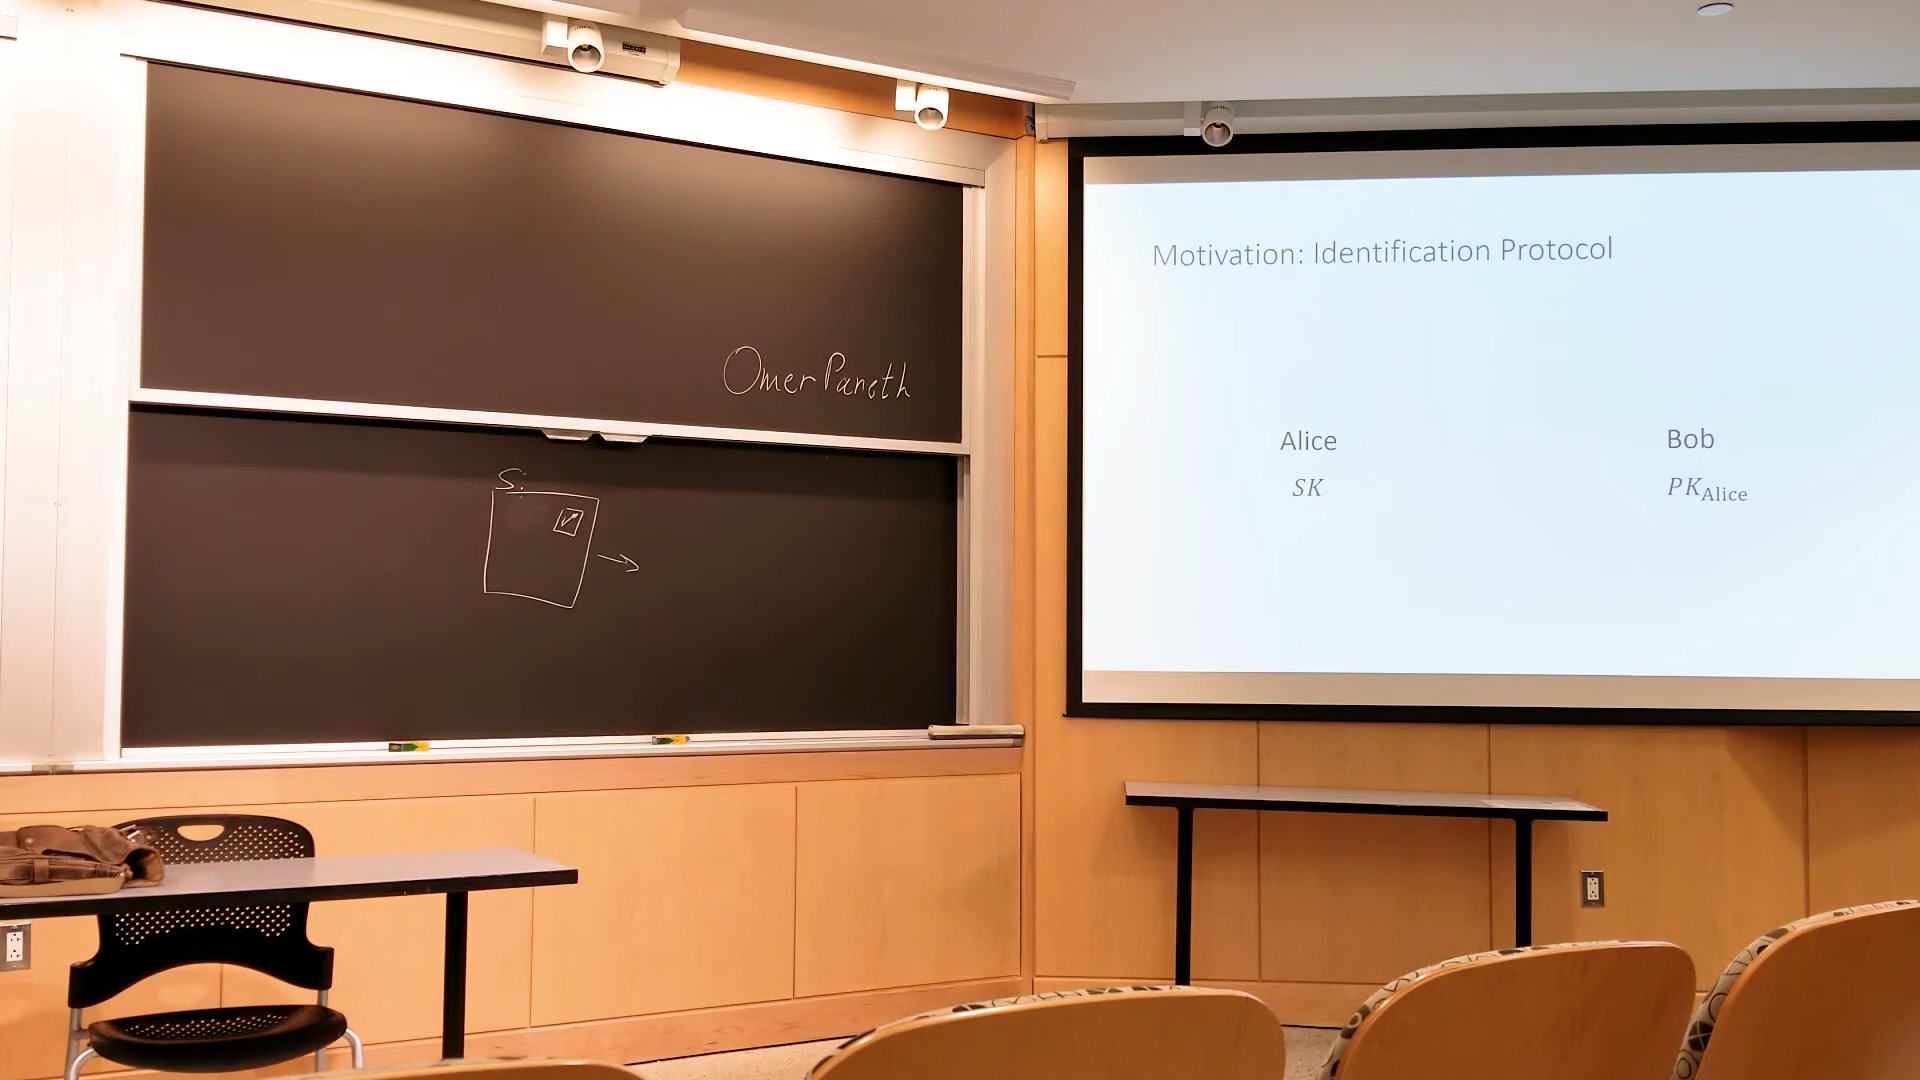 Omer Paneth
S:
Motivation: Identification Protocol
Alice
Bob
SK
PK_Alice